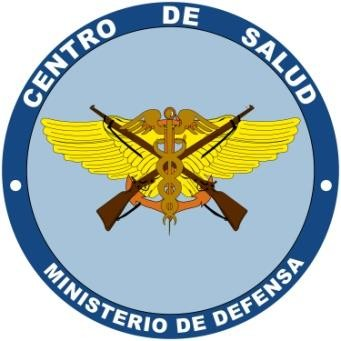 CENTRO DE SALUD
MINISTERIO DE DEFENSA